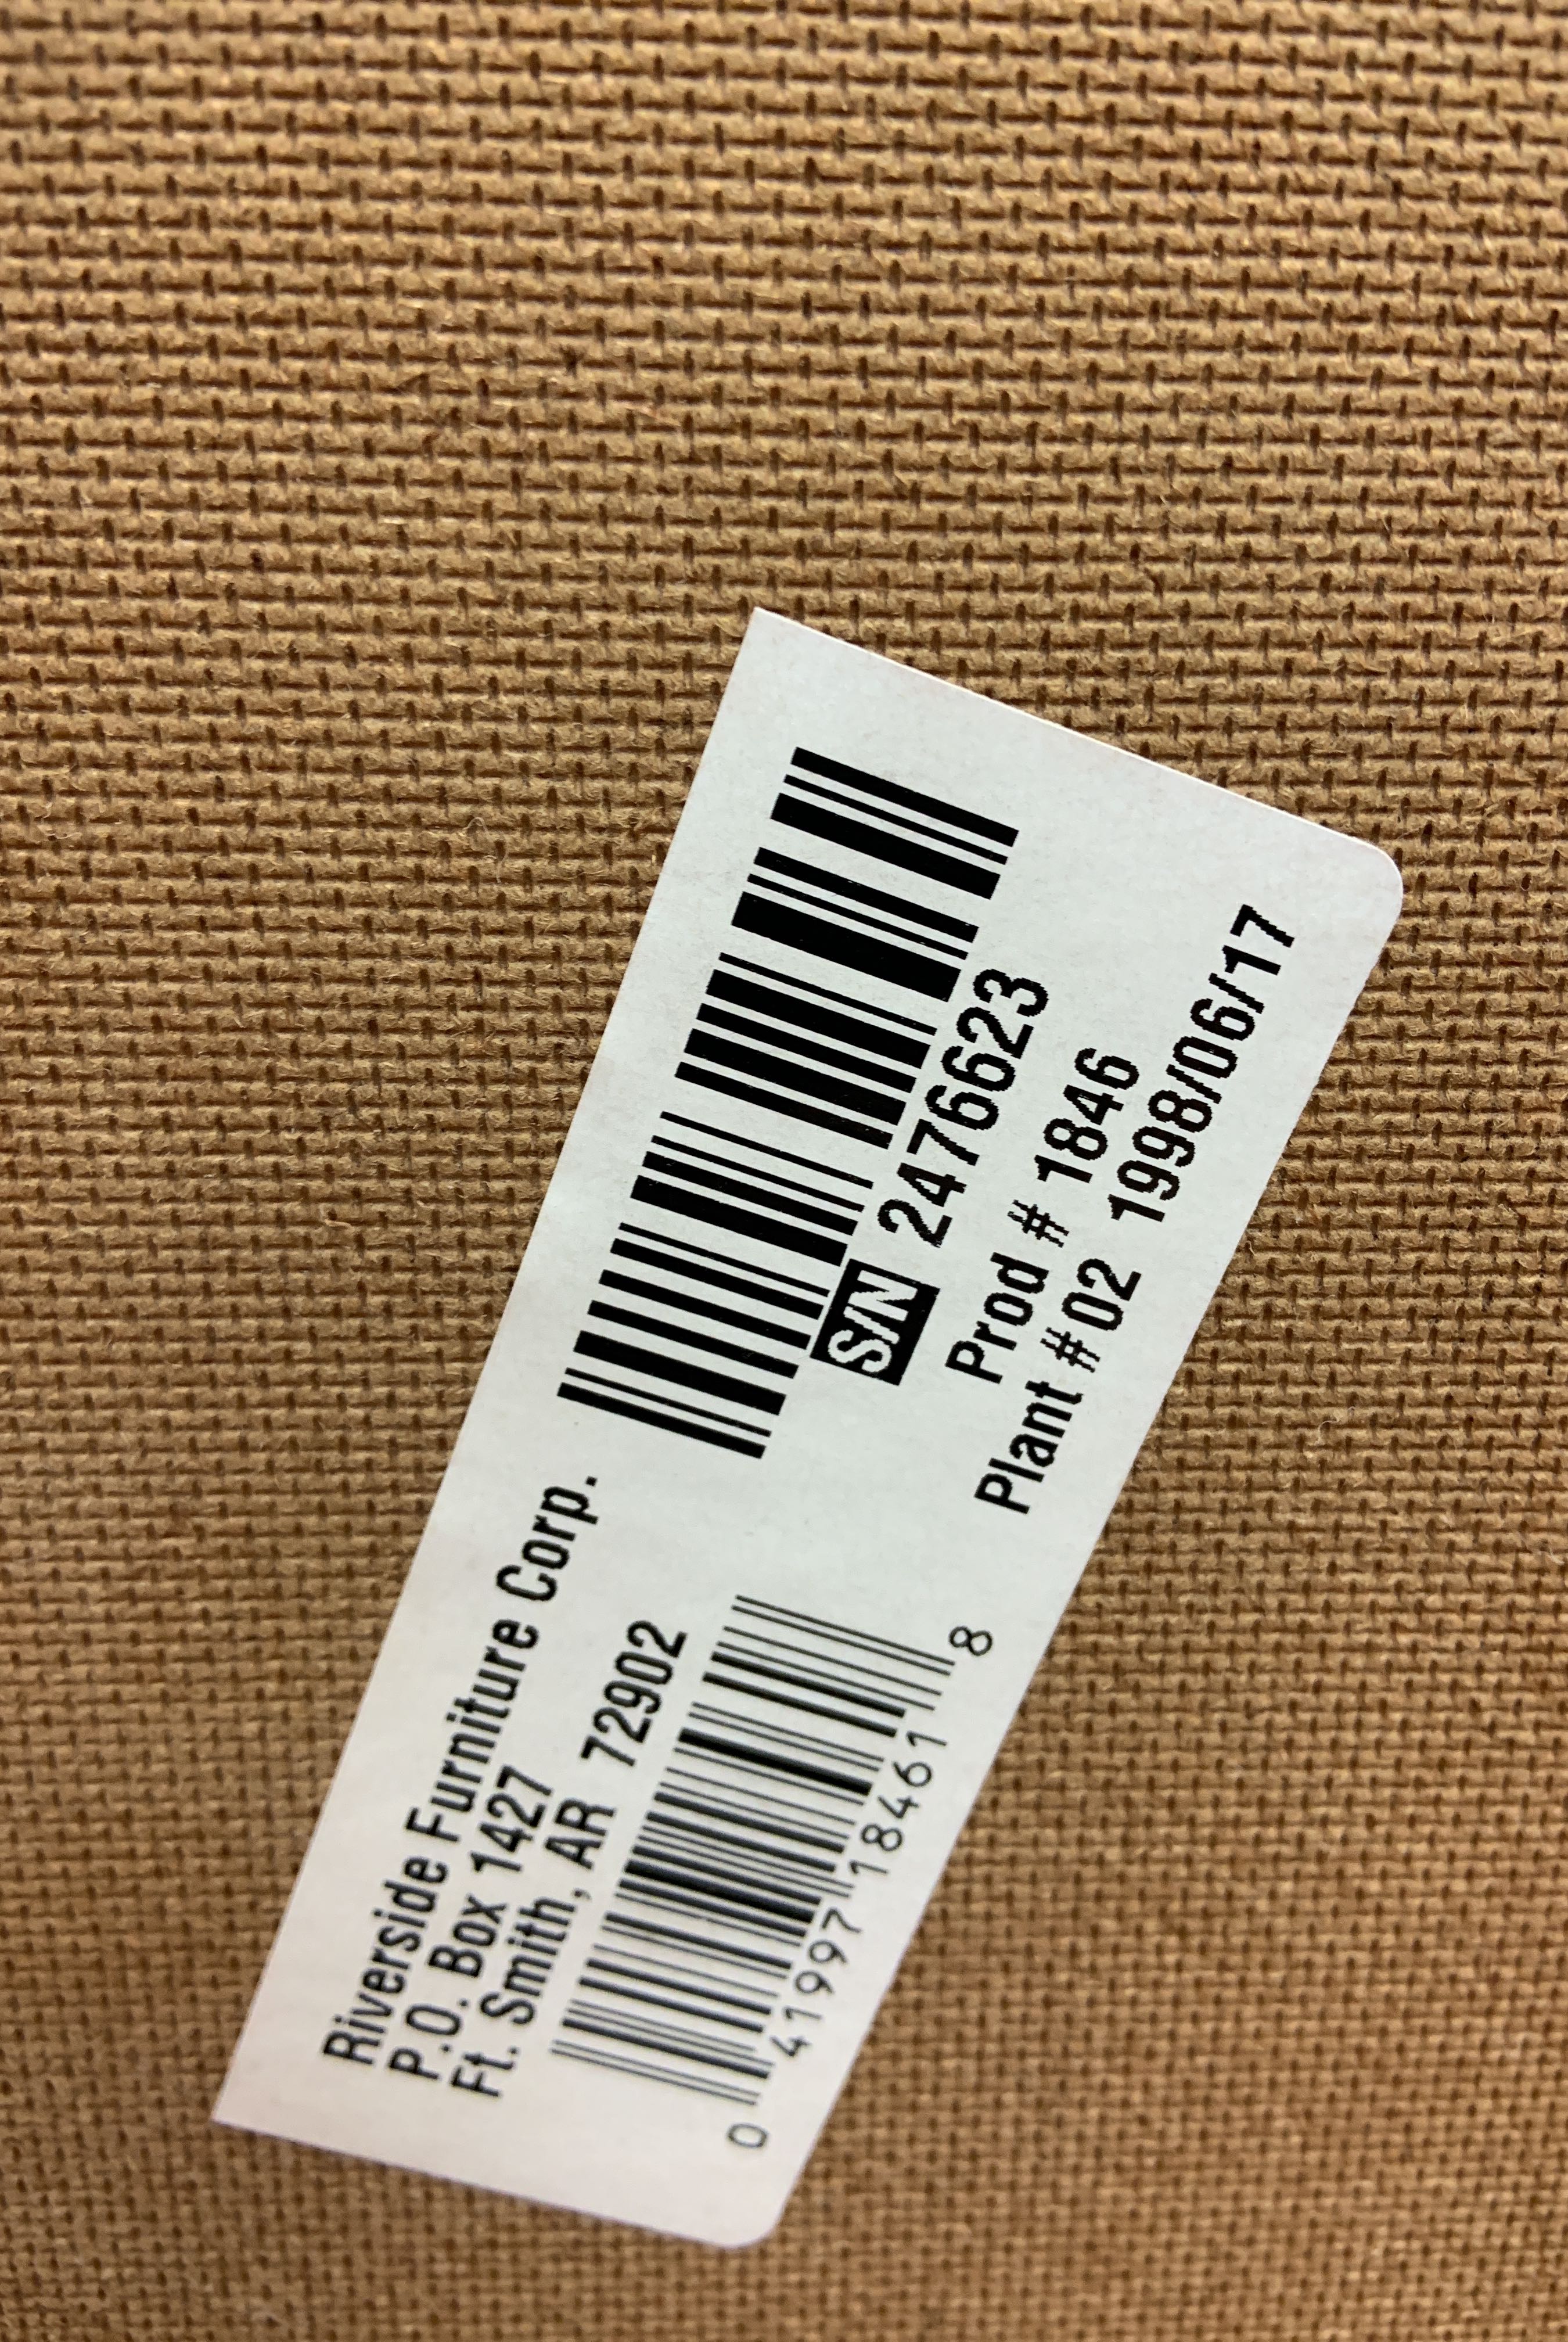 Riverside Furniture Corp.
P.O. Box 1427
Ft. Smith, AR 72902
0 41997 18461 8
S/N 2476623
Prod # 1846
Plant # 02 1998/06/17